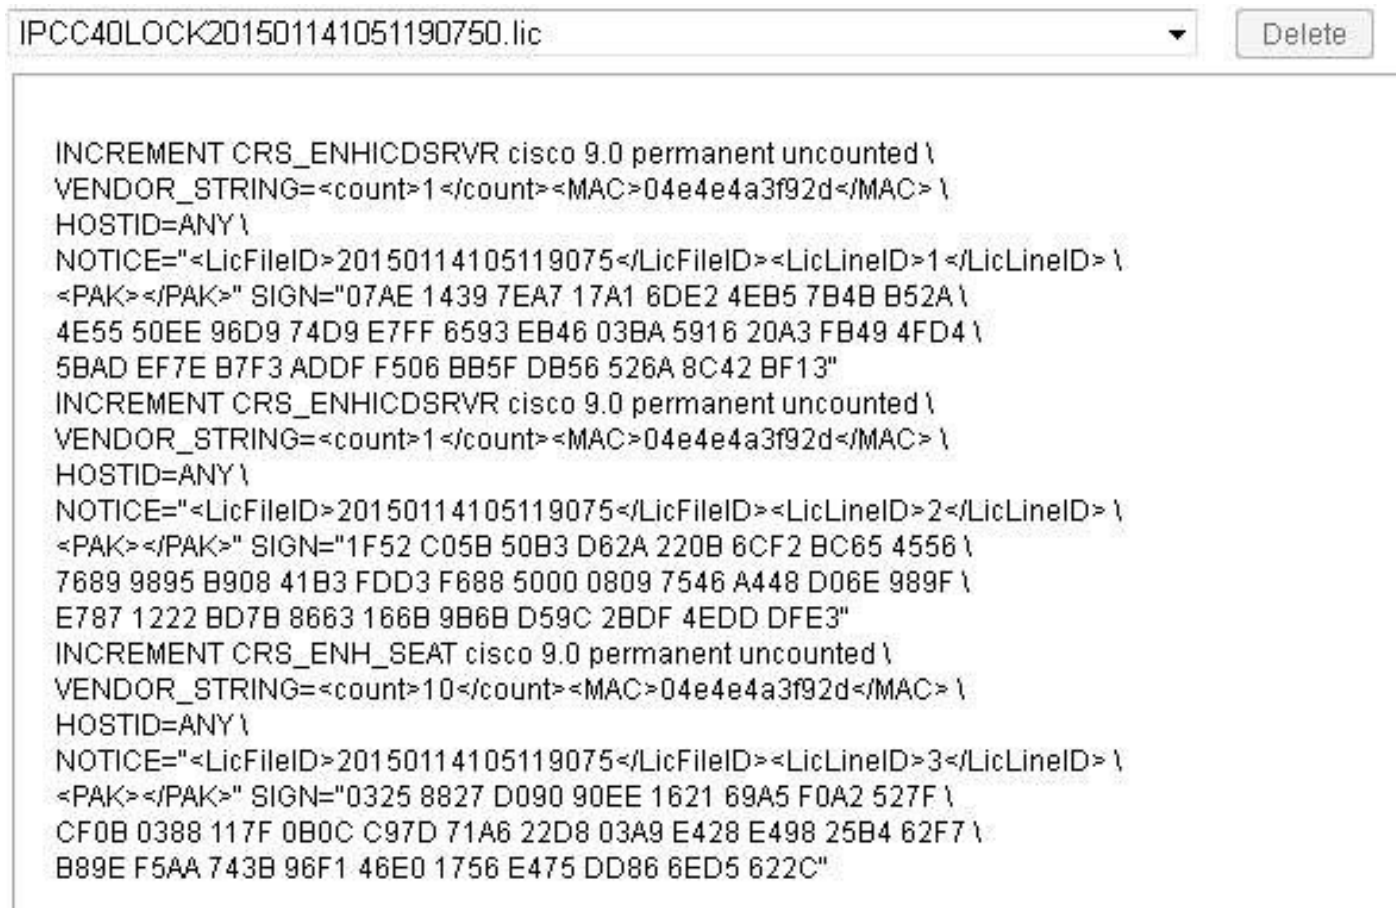 IPCC40LOCK201501141051190750.lic
Delete
INCREMENT CRS_ENHICDSRVR cisco 9.0 permanent uncounted \
VENDOR_STRING=<count>1</count><MAC>04e4e4a3f92d</MAC> \
HOSTID=ANY \
NOTICE="<LicFileID>20150114105119075</LicFileID><LicLineID>1</LicLineID> \
<PAK></PAK>" SIGN="07AE 1439 7EA7 17A1 6DE2 4EB5 7B4B B52A \
4E55 50EE 96D9 74D9 E7FF 6593 EB46 03BA 5916 20A3 FB49 4FD4 \
5BAD EF7E B7F3 ADDF F506 BB5F DB56 526A 8C42 BF13"
INCREMENT CRS_ENHICDSRVR cisco 9.0 permanent uncounted \
VENDOR_STRING=<count>1</count><MAC>04e4e4a3f92d</MAC> \
HOSTID=ANY \
NOTICE="<LicFileID>20150114105119075</LicFileID><LicLineID>2</LicLineID> \
<PAK></PAK>" SIGN="1F52 C05B 50B3 D62A 220B 6CF2 BC65 4556 \
7689 9895 B908 41B3 FDD3 F688 5000 0809 7546 A448 D06E 989F \
E787 1222 BD7B 8663 166B 9B6B D59C 2BDF 4EDD DFE3"
INCREMENT CRS_ENH_SEAT cisco 9.0 permanent uncounted \
VENDOR_STRING=<count>10</count><MAC>04e4e4a3f92d</MAC> \
HOSTID=ANY \
NOTICE="<LicFileID>20150114105119075</LicFileID><LicLineID>3</LicLineID> \
<PAK></PAK>" SIGN="0325 8827 D090 90EE 1621 69A5 F0A2 527F \
CF0B 0388 117F 0B0C C97D 71A6 22D8 03A9 E428 E498 25B4 62F7 \
B89E F5AA 743B 96F1 46E0 1756 E475 DD86 6ED5 622C"